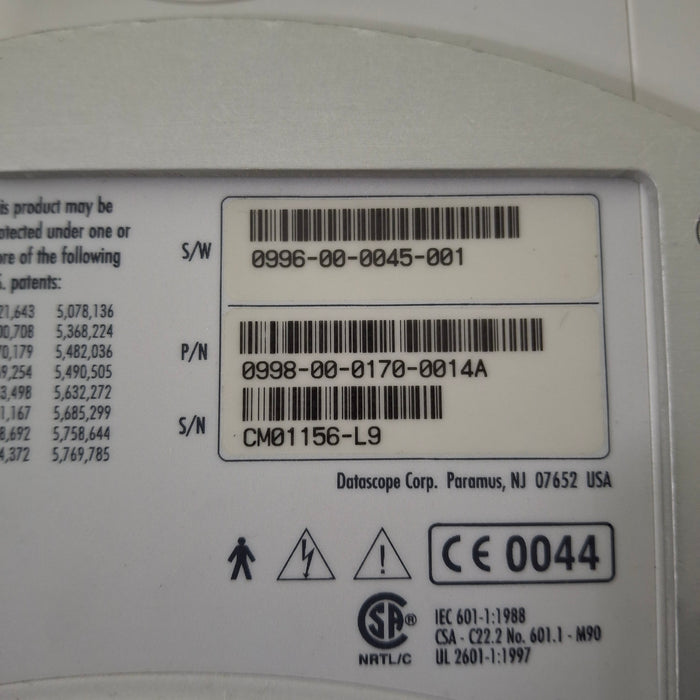 product may be
under one or
of the following
patents:
5,078,136
5,368,224
5,482,036
5,490,505
5,632,272
5,685,299
5,758,644
5,769,785
S/W
0996-00-0045-001
P/N
0998-00-0170-0014A
S/N
CM01156-L9
Datascope Corp. Paramus, NJ 07652 USA
CE 0044
SA ®
NRTL/C
IEC 601-1:1988
CSA - C22.2 No. 601.1 - M90
UL 2601-1:1997